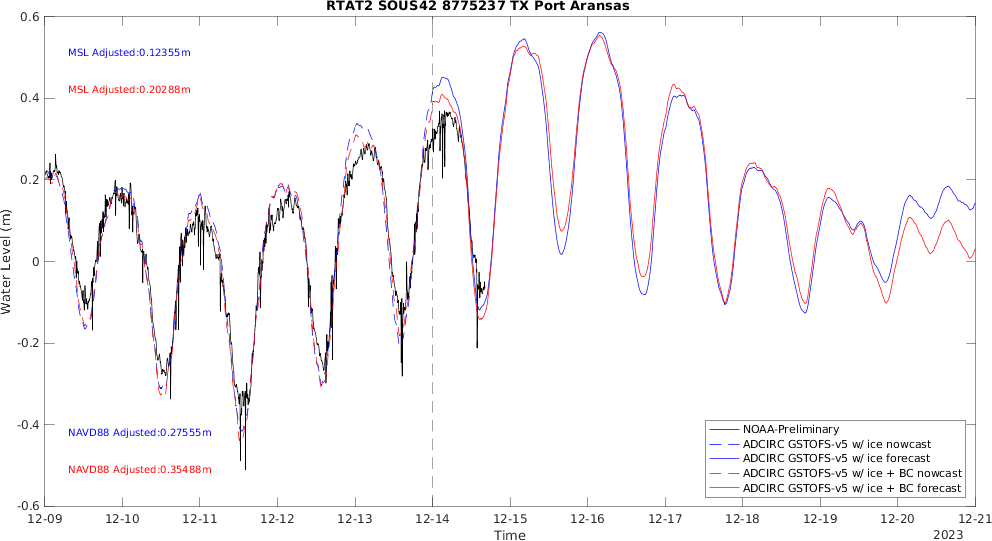 RTAT2 SOUS42 8775237 TX Port Aransas
0.6
0.4
0.2
0
-0.2
-0.4
-0.6
Water Level (m)
MSL Adjusted:0.12355m
MSL Adjusted:0.20288m
NAVD88 Adjusted:0.27555m
NAVD88 Adjusted:0.35488m
NOAA-Preliminary
ADCIRC GSTOFS-v5 w/ ice nowcast
ADCIRC GSTOFS-v5 w/ ice forecast
ADCIRC GSTOFS-v5 w/ ice + BC nowcast
ADCIRC GSTOFS-v5 w/ ice + BC forecast
12-09 12-10 12-11 12-12 12-13 12-14 12-15 12-16 12-17 12-18 12-19 12-20 12-21
Time
2023